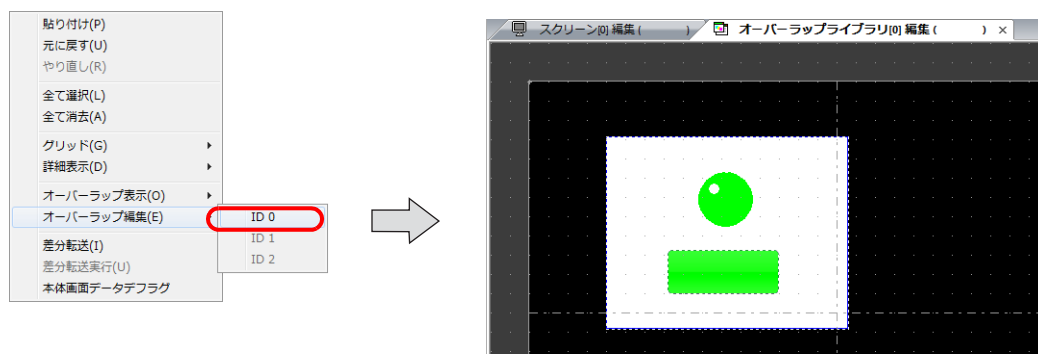 貼り付け(P)
元に戻す(U)
やり直し(R)
全て選択(L)
全て消去(A)
グリッド(G)
詳細表示(D)
オーバーラップ表示(O)
オーバーラップ編集(E)
差分転送(I)
差分転送実行(U)
本体画面データデフラグ
ID 0
ID 1
ID 2
スクリーン[0] 編集 ( )
オーバーラップライブラリ[0] 編集 ( ) ×